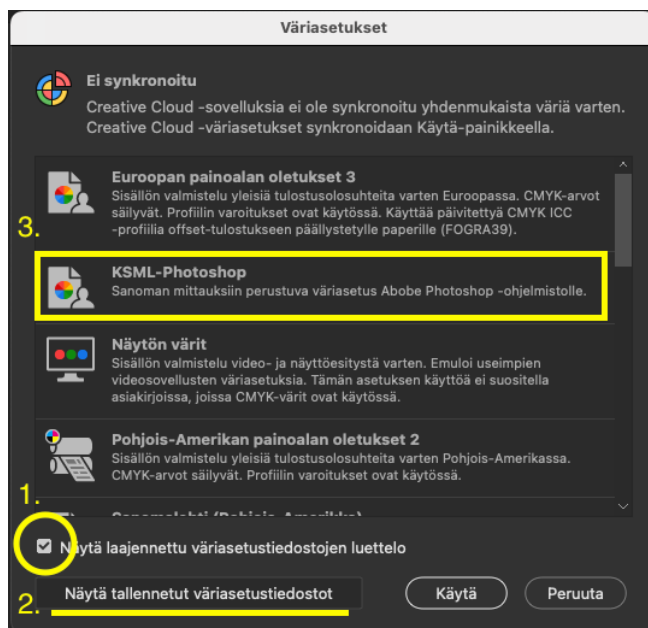 Väriasetukset
Ei synkronoitu
Creative Cloud -sovelluksia ei ole synkronoitu yhdenmukaista väriä varten.
Creative Cloud -väriasetukset synkronoidaan Käytä-painikkeella.
Euroopan painoalan oletukset 3
Sisällön valmistelu yleisiä tulostusolosuhteita varten Euroopassa. CMYK-arvot
säilyvät. Profiilin varoitukset ovat käytössä. Käyttää päivitettyä CMYK ICC
-profiilia offset-tulostukseen päällystetylle paperille (FOGRA39).
3.
KSML-Photoshop
Sanoman mittauksiin perustuva väriasetus Abobe Photoshop -ohjelmistolle.
Näytön värit
Sisällön valmistelu video- ja näyttöesitystä varten. Emuloi useimpien
videosovellusten väriasetuksia. Tämän asetuksen käyttöä ei suositella
asiakirjoissa, joissa CMYK-värit ovat käytössä.
Pohjois-Amerikan painoalan oletukset 2
Sisällön valmistelu yleisiä tulostusolosuhteita varten Pohjois-Amerikassa.
CMYK-arvot säilyvät. Profiilin varoitukset ovat käytössä.
1.
Sanomalehti (Pohjois-Amerikka)
Näytä laajennettu väriasetustiedostojen luettelo
2.
Näytä tallennetut väriasetustiedostot
Käytä
Peruuta